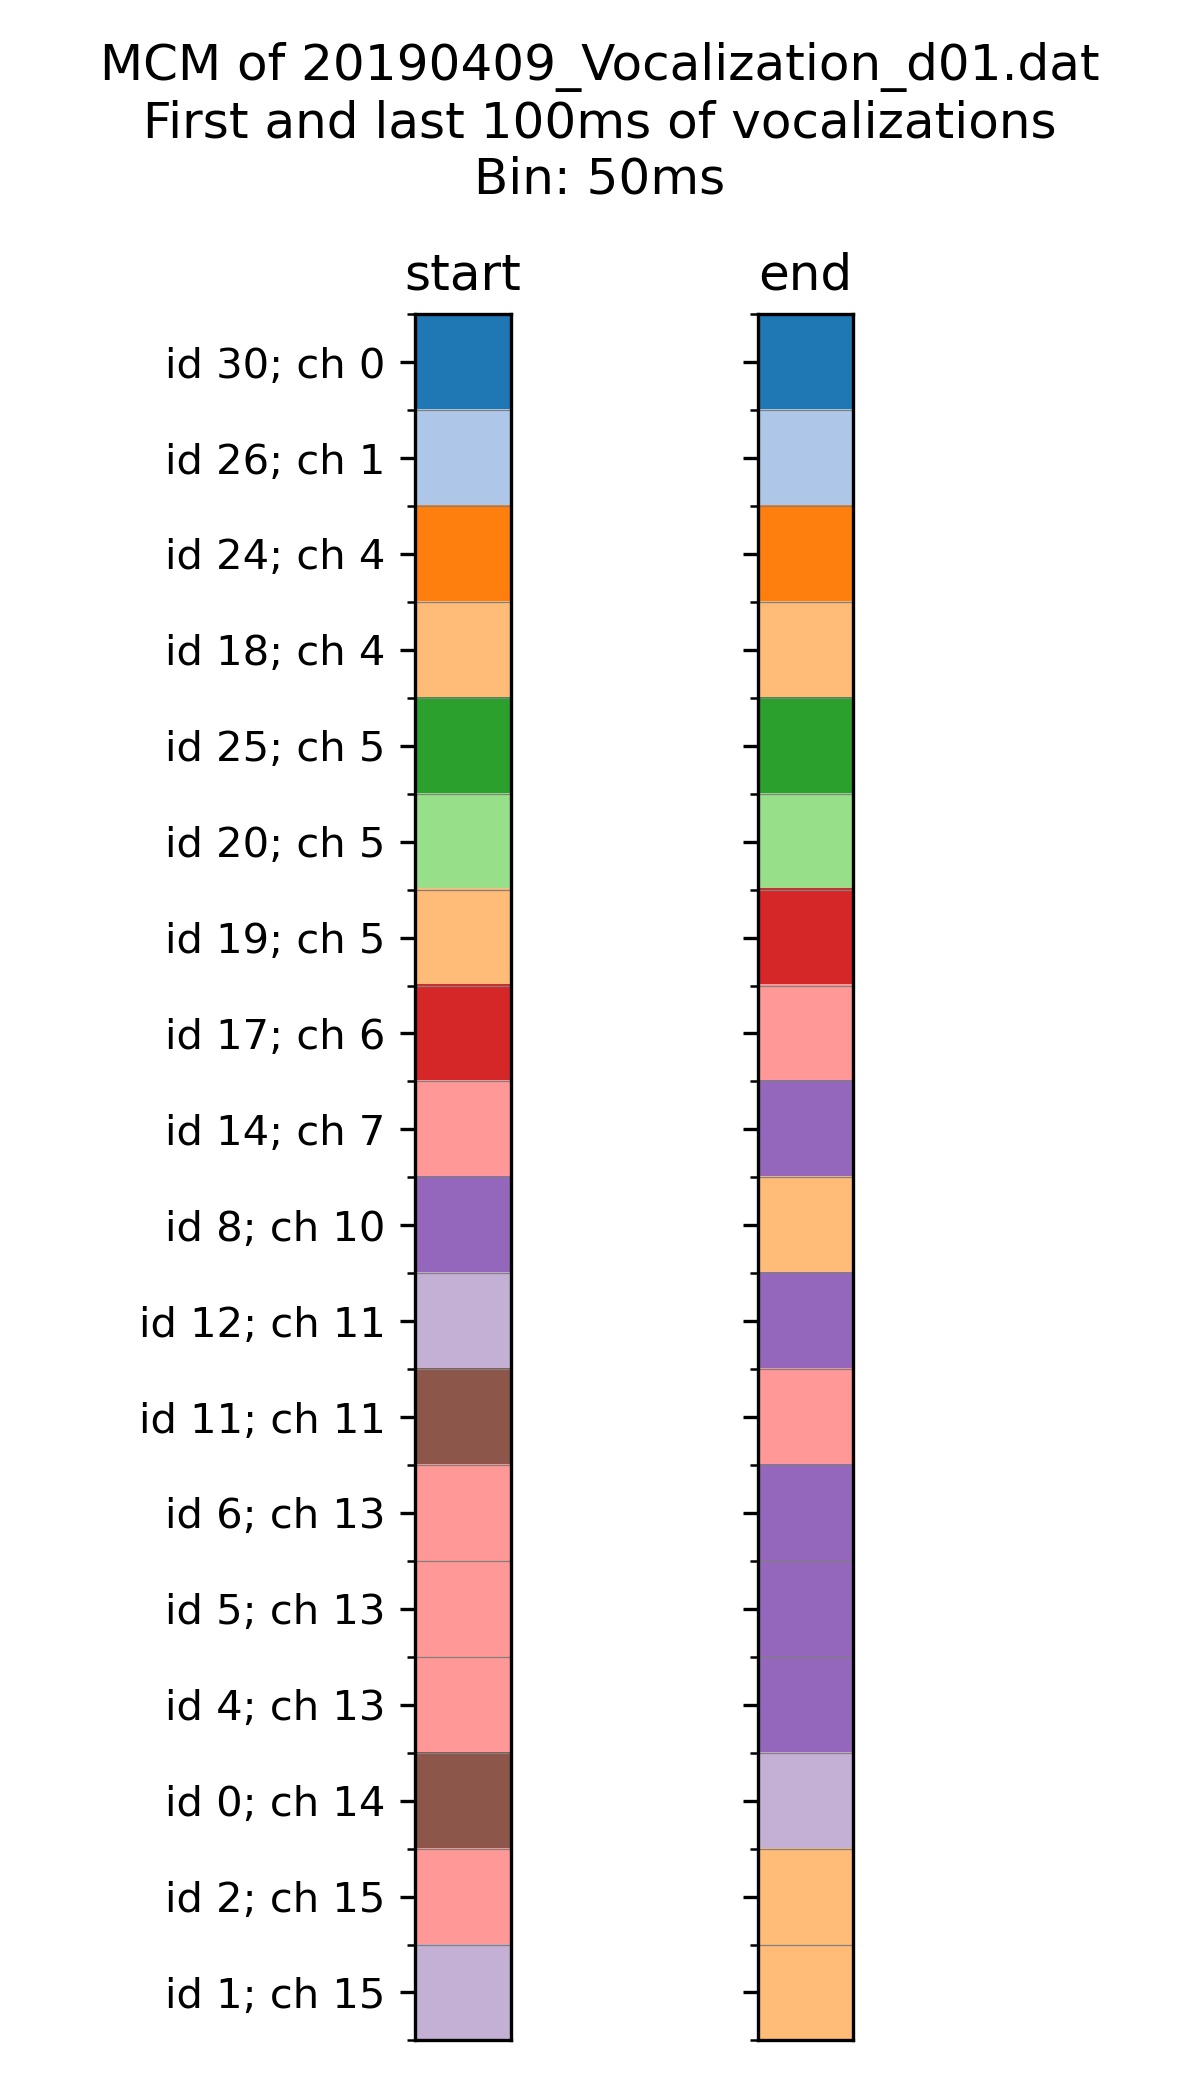 MCM of 20190409_Vocalization_d01.dat
First and last 100ms of vocalizations
Bin: 50ms
start end
id 30; ch 0
id 26; ch 1
id 24; ch 4
id 18; ch 4
id 25; ch 5
id 20; ch 5
id 19; ch 5
id 17; ch 6
id 14; ch 7
id 8; ch 10
id 12; ch 11
id 11; ch 11
id 6; ch 13
id 5; ch 13
id 4; ch 13
id 0; ch 14
id 2; ch 15
id 1; ch 15